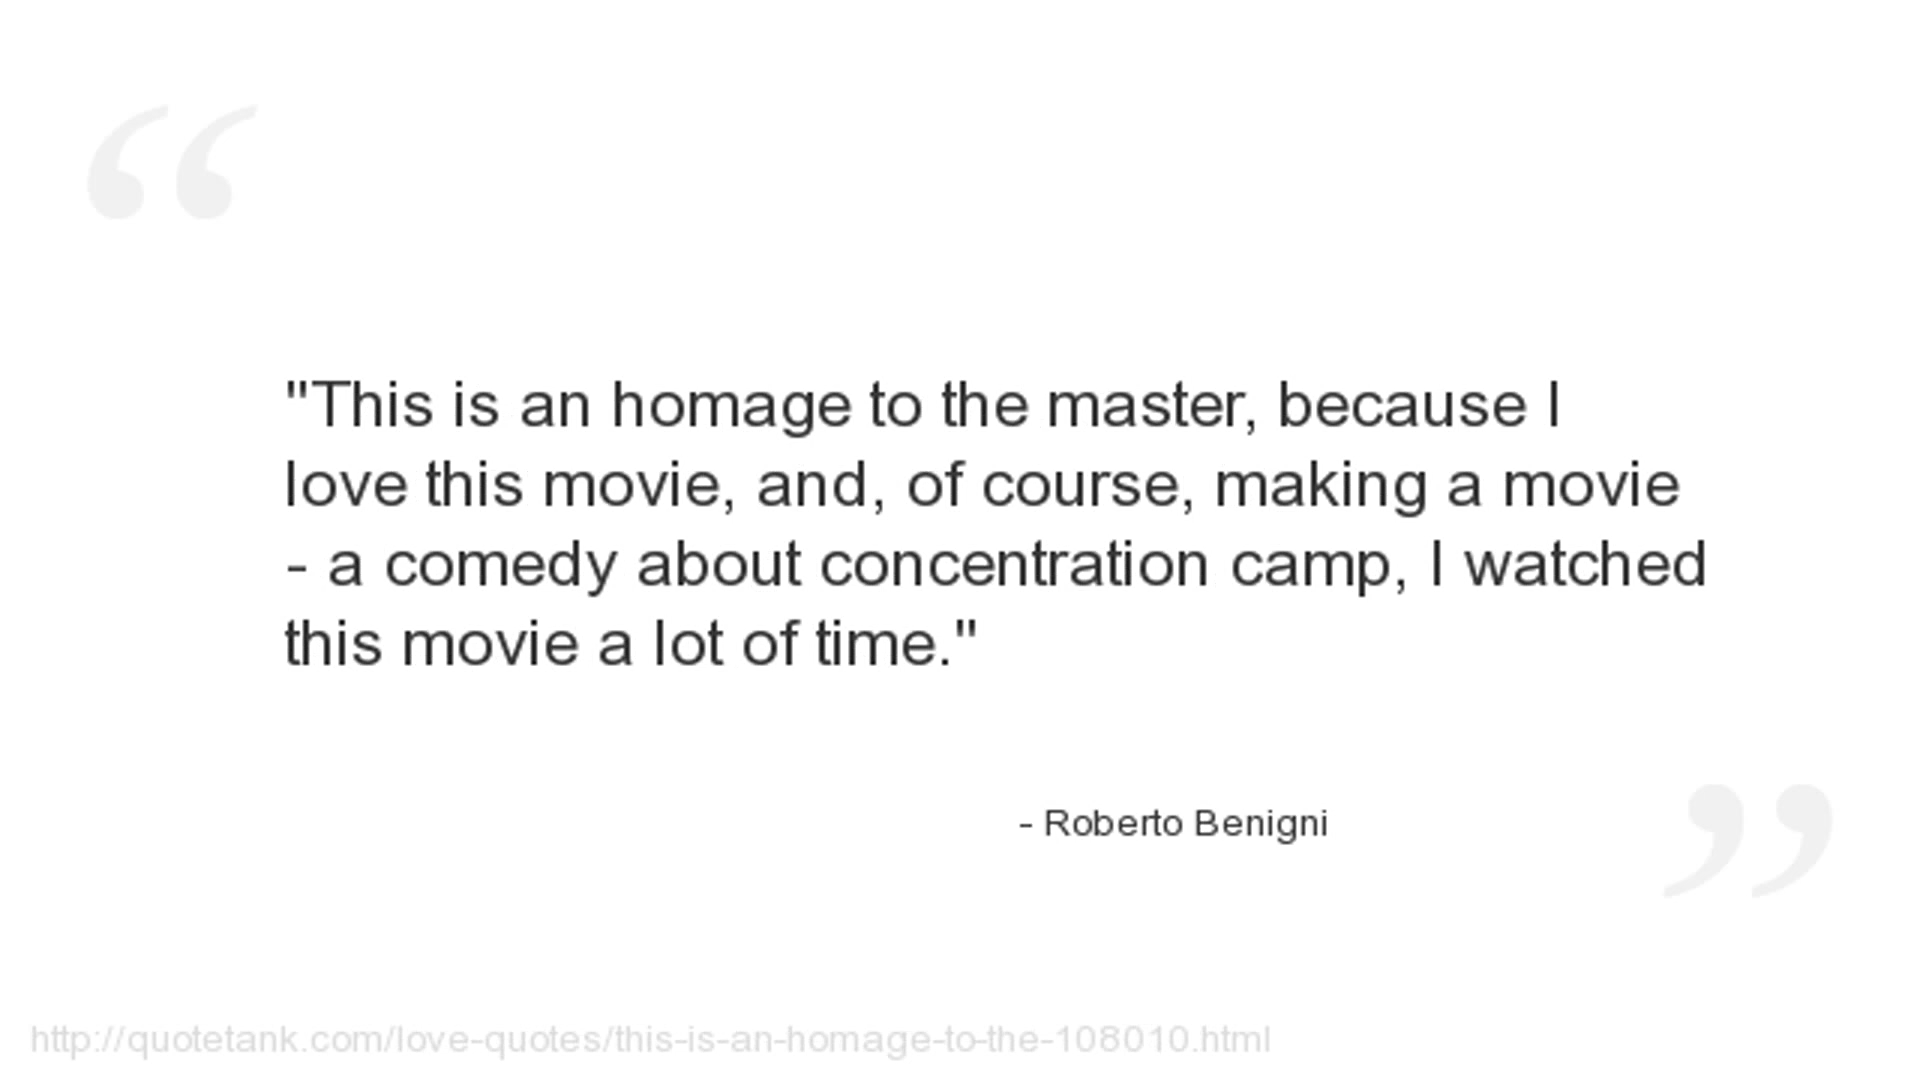 "This is an homage to the master, because I
love this movie, and, of course, making a movie
- a comedy about concentration camp, I watched
this movie a lot of time."
- Roberto Benigni
http://quotetank.com/love-quotes/this-is-an-homage-to-the-108010.html